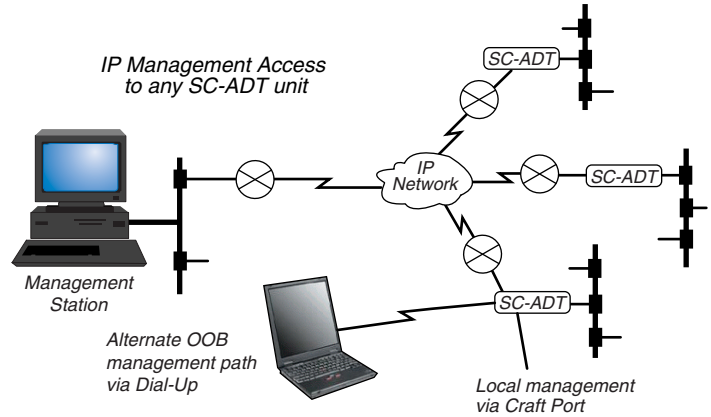 IP Management Access
to any SC-ADT unit
SC-ADT
IP
Network
SC-ADT
Management
Station
SC-ADT
Alternate OOB
management path
via Dial-Up
Local management
via Craft Port